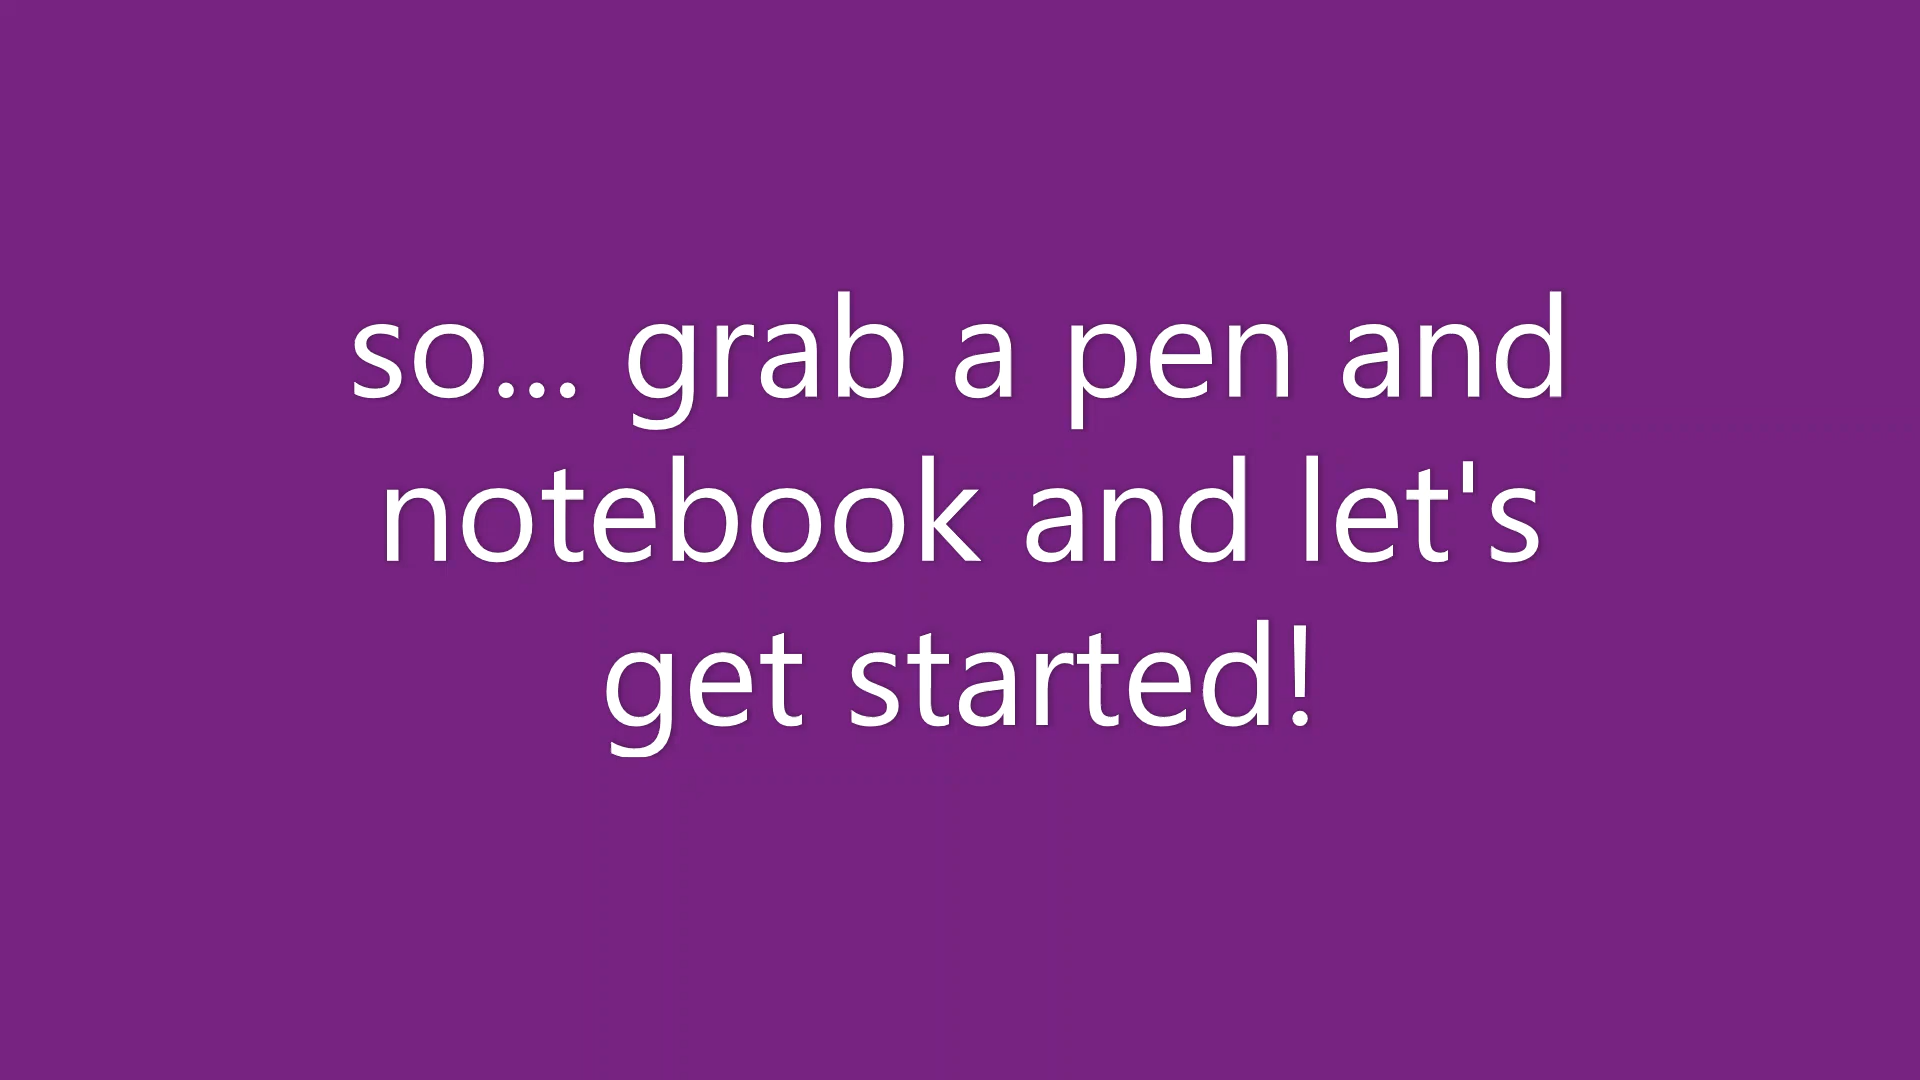 so... grab a pen and
notebook and let's
get started!